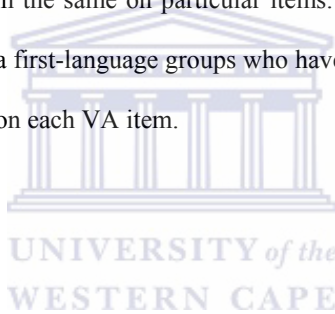 the same on particular items.
a first-language groups who have
on each VA item.
UNIVERSITY of the
WESTERN CAPE